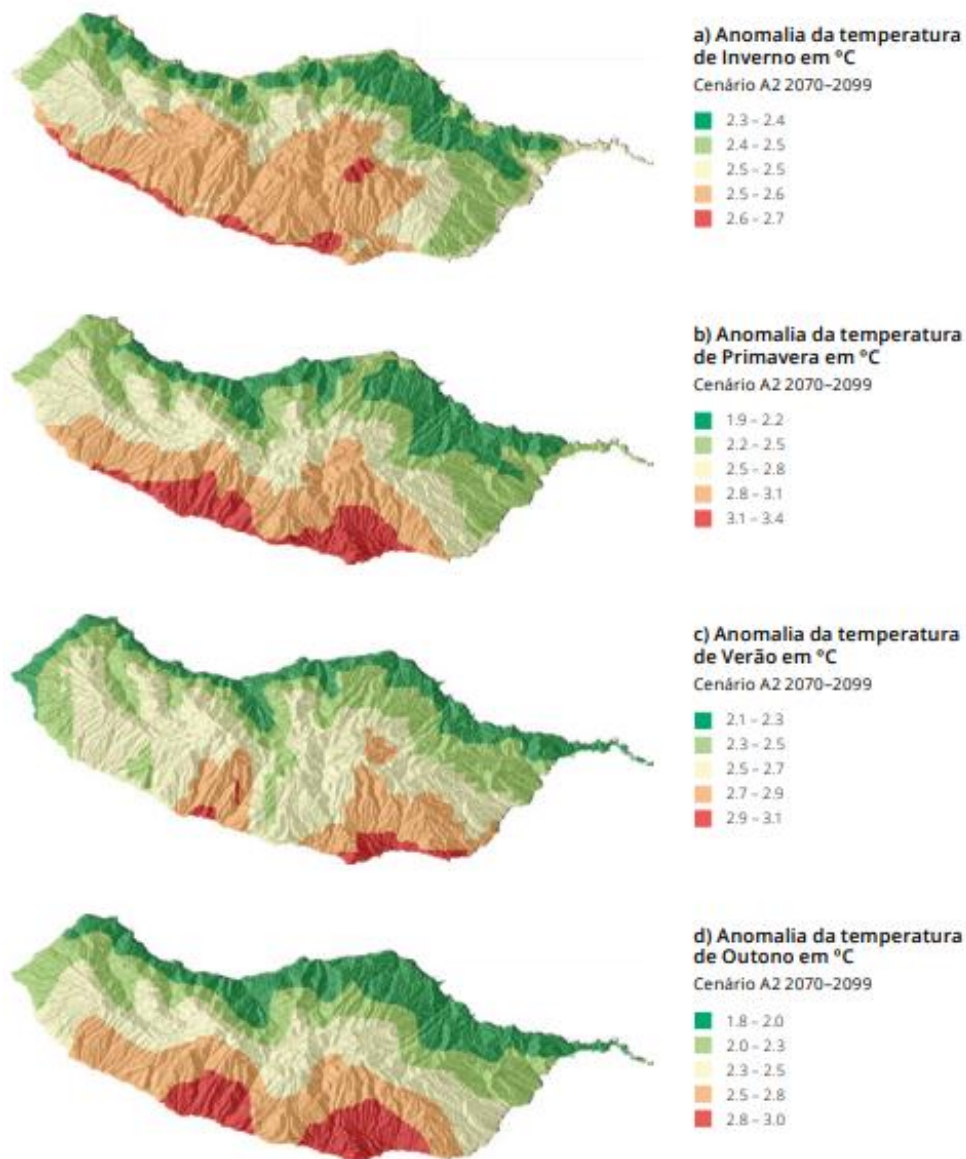 a) Anomalia da temperatura
de Inverno em ºC
Cenário A2 2070–2099
2.3 – 2.4
2.4 – 2.5
2.5 – 2.5
2.5 – 2.6
2.6 – 2.7
b) Anomalia da temperatura
de Primavera em ºC
Cenário A2 2070–2099
1.9 – 2.2
2.2 – 2.5
2.5 – 2.8
2.8 – 3.1
3.1 – 3.4
c) Anomalia da temperatura
de Verão em ºC
Cenário A2 2070–2099
2.1 – 2.3
2.3 – 2.5
2.5 – 2.7
2.7 – 2.9
2.9 – 3.1
d) Anomalia da temperatura
de Outono em ºC
Cenário A2 2070–2099
1.8 – 2.0
2.0 – 2.3
2.3 – 2.5
2.5 – 2.8
2.8 – 3.0